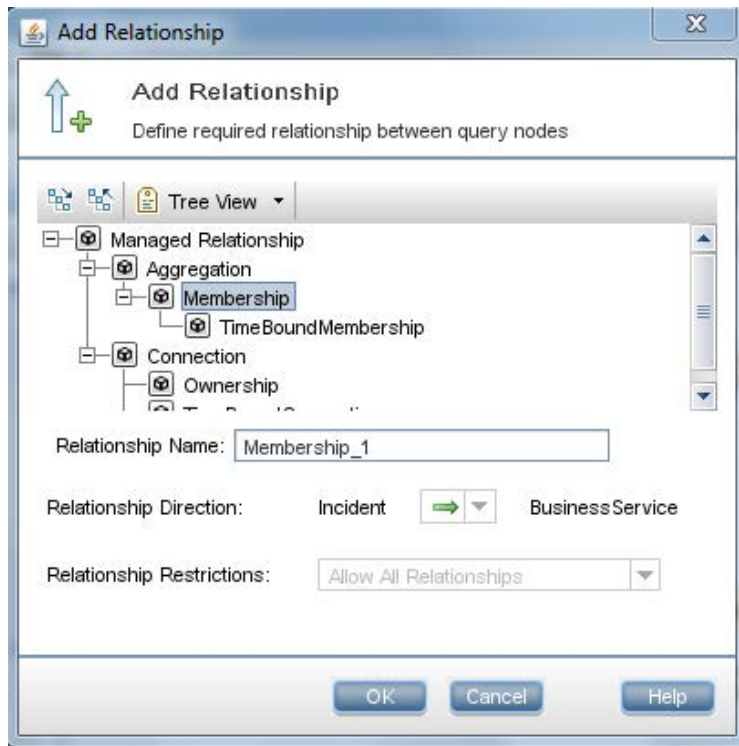 Add Relationship
Add Relationship
Define required relationship between query nodes
Tree View
Managed Relationship
Aggregation
Membership
TimeBoundMembership
Connection
Ownership
Relationship Name: Membership_1
Relationship Direction: Incident BusinessService
Relationship Restrictions: Allow All Relationships
OK Cancel Help